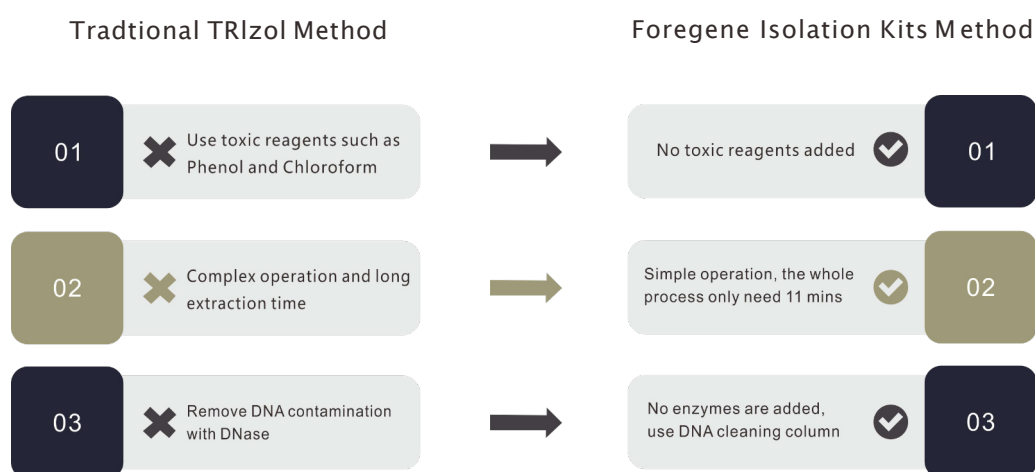 Tradtional TRlzol Method
Foregene Isolation Kits Method
01
Use toxic reagents such as
Phenol and Chloroform
No toxic reagents added
01
02
Complex operation and long
extraction time
Simple operation, the whole
process only need 11 mins
02
03
Remove DNA contamination
with DNase
No enzymes are added,
use DNA cleaning column
03